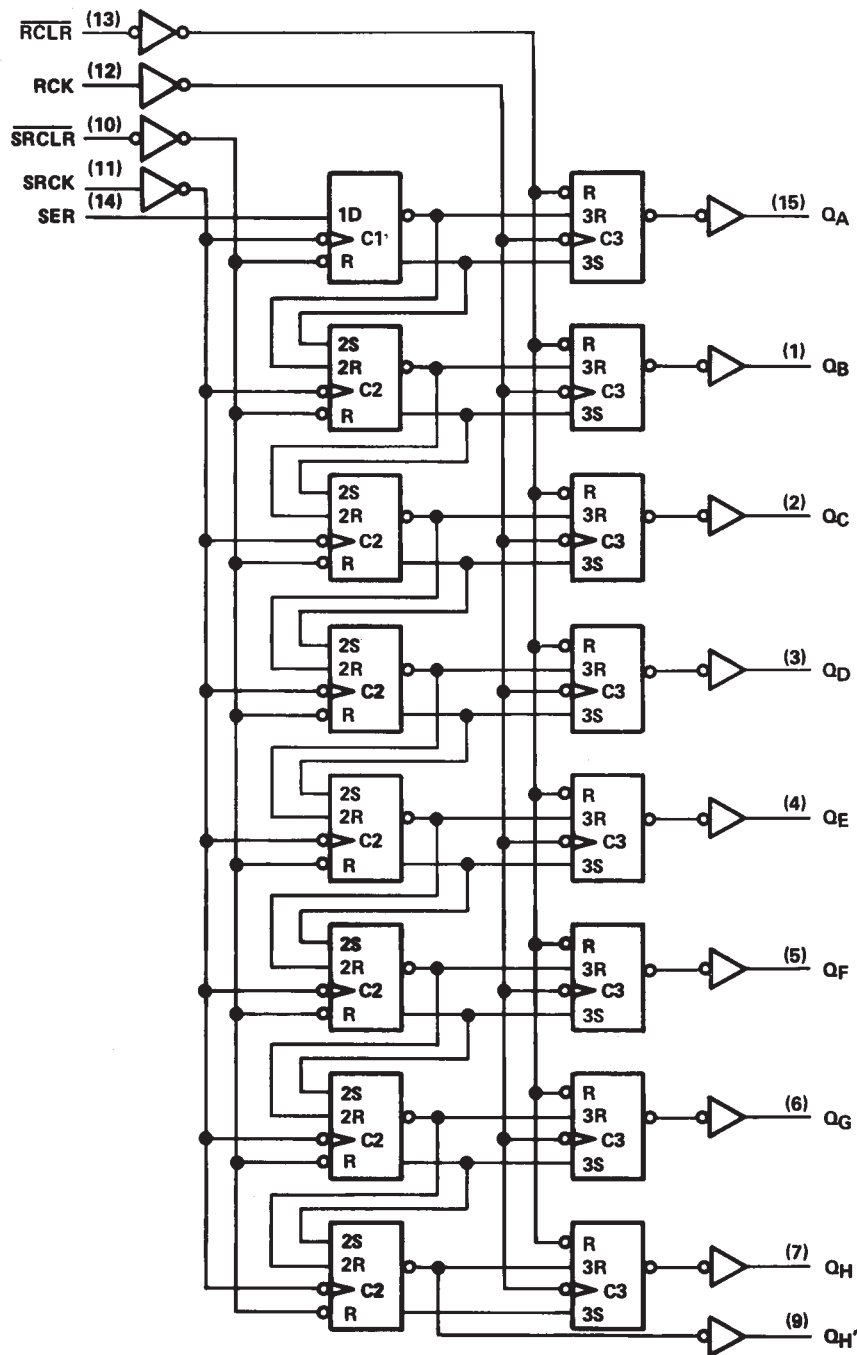 RCLR (13)
RCK (12)
SRCLR (10)
SRCK (11)
SER (14)
1D
C1
R
R
3R
C3
3S
(15) QA
2S
2R
C2
R
R
3R
C3
3S
(1) QB
2S
2R
C2
R
R
3R
C3
3S
(2) QC
2S
2R
C2
R
R
3R
C3
3S
(3) QD
2S
2R
C2
R
R
3R
C3
3S
(4) QE
2S
2R
C2
R
R
3R
C3
3S
(5) QF
2S
2R
C2
R
R
3R
C3
3S
(6) QG
2S
2R
C2
R
R
3R
C3
3S
(7) QH
(9) QH'